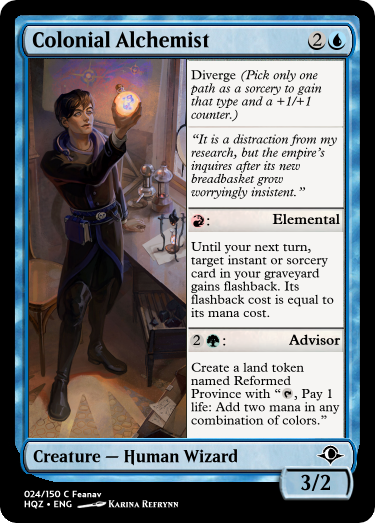 Colonial Alchemist 2
Diverge (Pick only one
path as a sorcery to gain
that type and a +1/+1
counter.)
“It is a distraction from my
research, but the empire’s
inquires after its new
breadbasket grow
worryingly insistent.”
: Elemental
Until your next turn,
target instant or sorcery
card in your graveyard
gains flashback. Its
flashback cost is equal to
its mana cost.
2 : Advisor
Create a land token
named Reformed
Province with “, Pay 1
life: Add two mana in any
combination of colors.”
Creature — Human Wizard
3/2
024/150 C Feanav
HQZ • ENG Karina Refrynn